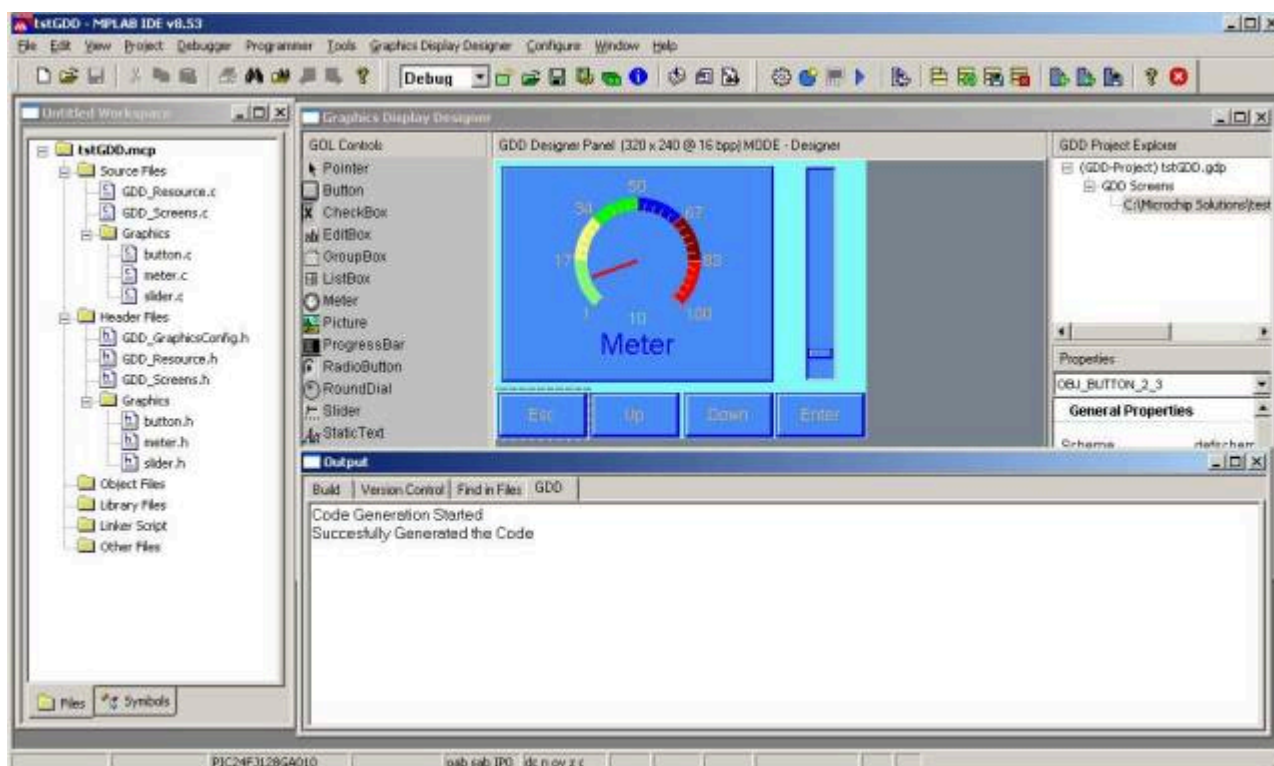 tstGDD - MPLAB IDE v8.53
File Edit View Project Debugger Programmer Tools Graphics Display Designer Configure Window Help
Debug
Untitled Workspace
tstGDD.mcp
Source Files
GDD_Resource.c
GDD_Screens.c
Graphics
button.c
meter.c
slider.c
Header Files
GDD_GraphicsConfig.h
GDD_Resource.h
GDD_Screens.h
Graphics
button.h
meter.h
slider.h
Object Files
Library Files
Linker Script
Other Files
Files Symbols
Graphics Display Designer
GOL Controls
Pointer
Button
CheckBox
EditBox
GroupBox
ListBox
Meter
Picture
ProgressBar
RadioButton
RoundDial
Slider
StaticText
GDD Designer Panel (320 x 240 @ 16 bpp) MODE - Designer
50
34 67
17 83
1 10 100
Meter
Esc Up Down Enter
GDD Project Explorer
(GDD-Project) tstGDD.gdp
GDD Screens
C:\Microchip Solutions\test
Properties
OBJ_BUTTON_2_3
General Properties
Output
Build Version Control Find in Files GDD
Code Generation Started
Succesfully Generated the Code
PIC24FJ128GA010